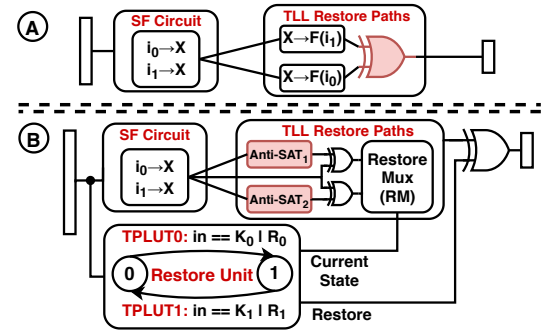 A
SF Circuit
i₀→X
i₁→X
TLL Restore Paths
X→F(i₁)
X→F(i₀)
B
SF Circuit
i₀→X
i₁→X
TLL Restore Paths
Anti-SAT₁
Anti-SAT₂
Restore
Mux
(RM)
TPLUT0: in == K₀ | R₀
0
Restore Unit
1
TPLUT1: in == K₁ | R₁
Current
State
Restore